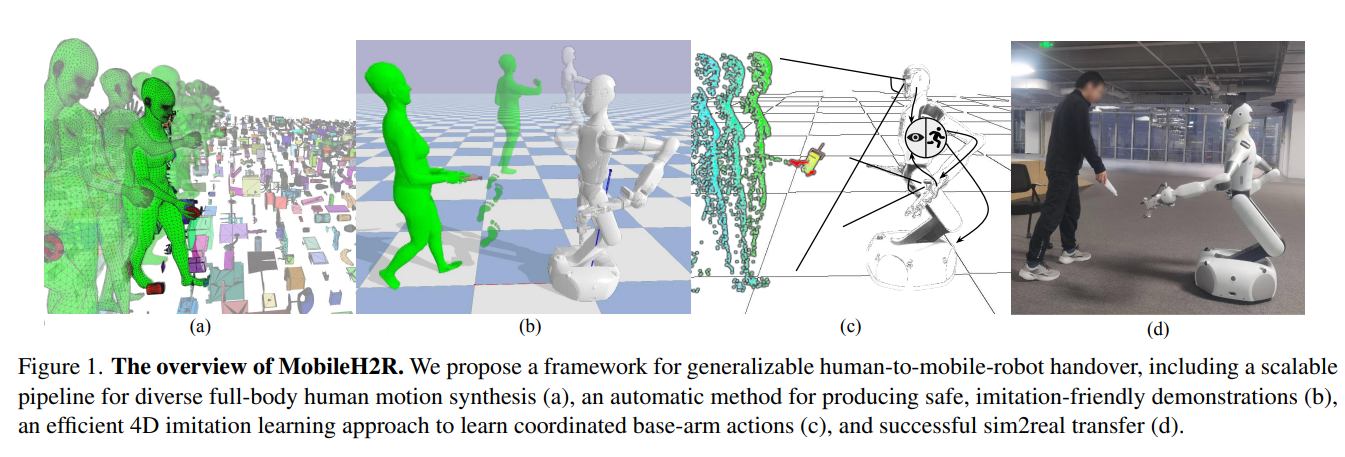 (a)
(b)
(c)
(d)
Figure 1. The overview of MobileH2R. We propose a framework for generalizable human-to-mobile-robot handover, including a scalable
pipeline for diverse full-body human motion synthesis (a), an automatic method for producing safe, imitation-friendly demonstrations (b),
an efficient 4D imitation learning approach to learn coordinated base-arm actions (c), and successful sim2real transfer (d).